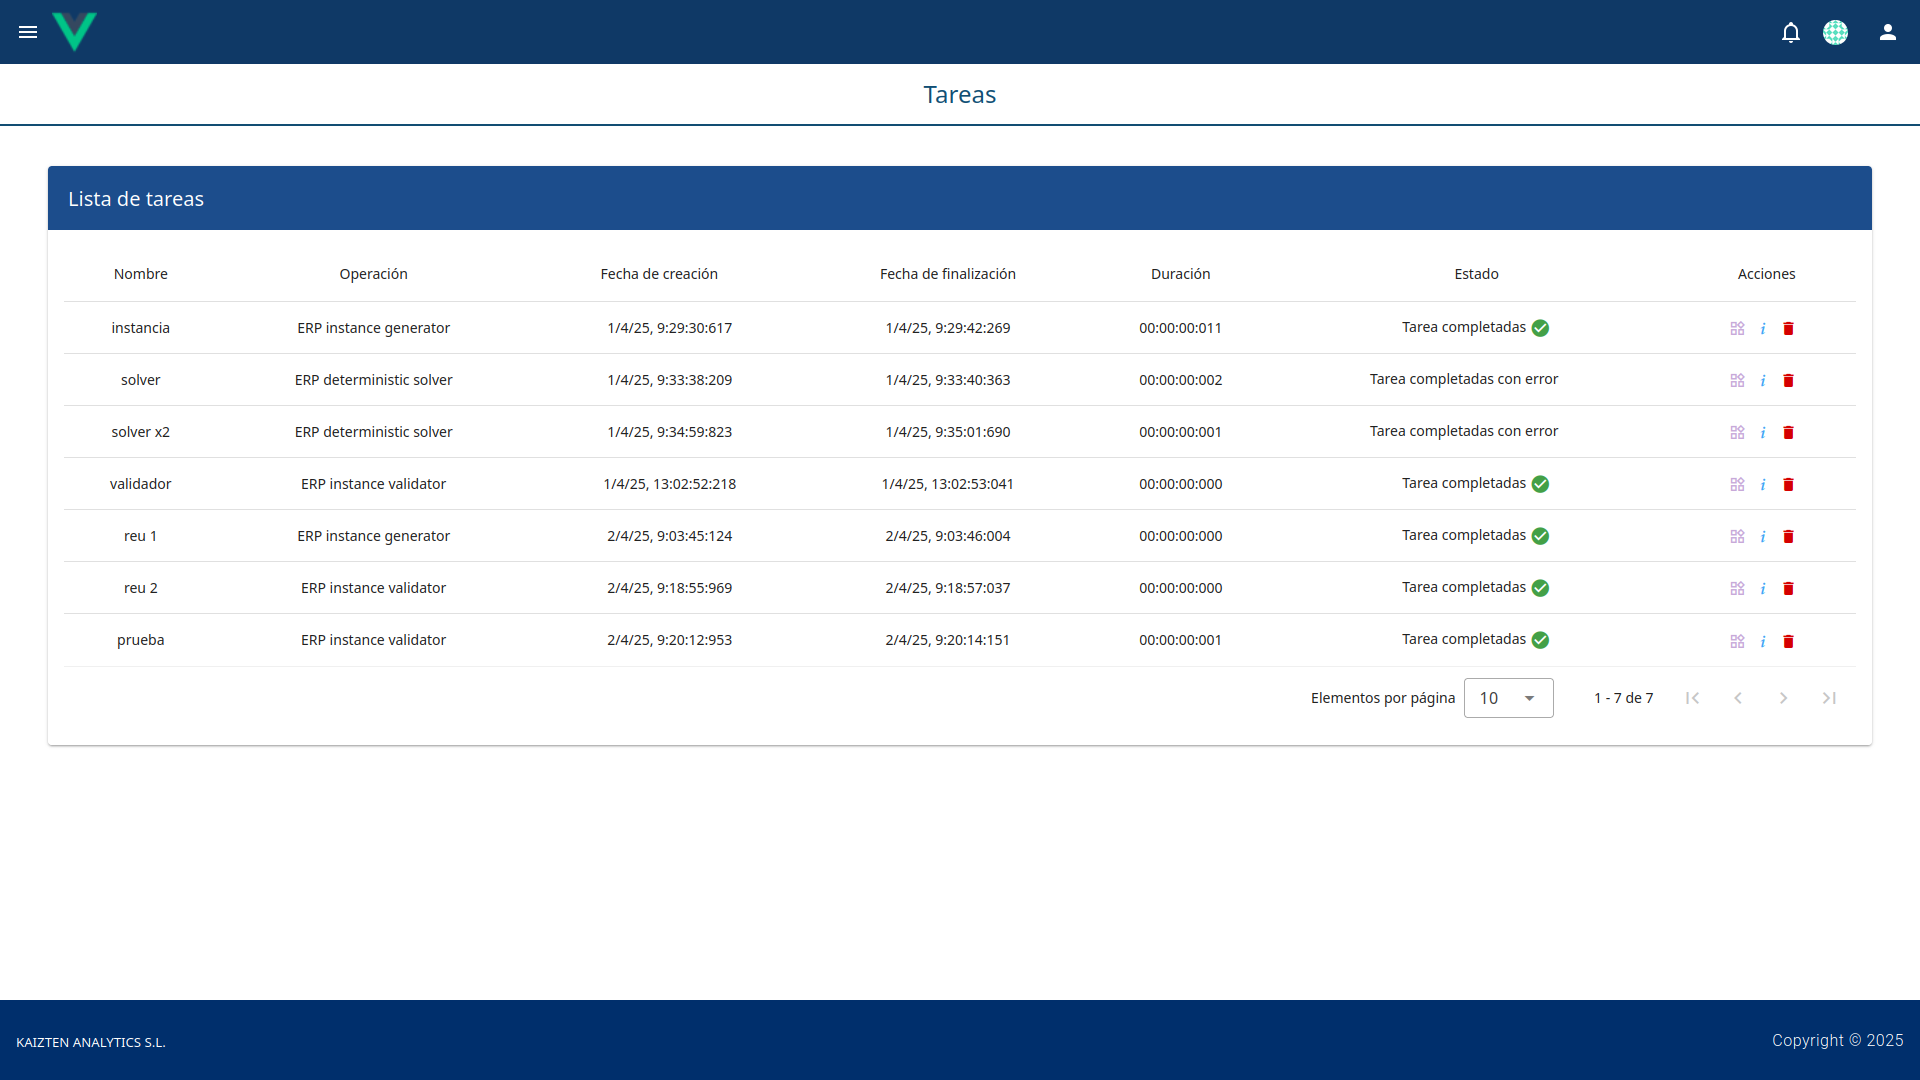 Tareas
Lista de tareas
Nombre Operación Fecha de creación Fecha de finalización Duración Estado Acciones
instancia ERP instance generator 1/4/25, 9:29:30:617 1/4/25, 9:29:42:269 00:00:00:011 Tarea completadas
solver ERP deterministic solver 1/4/25, 9:33:38:209 1/4/25, 9:33:40:363 00:00:00:002 Tarea completadas con error
solver x2 ERP deterministic solver 1/4/25, 9:34:59:823 1/4/25, 9:35:01:690 00:00:00:001 Tarea completadas con error
validador ERP instance validator 1/4/25, 13:02:52:218 1/4/25, 13:02:53:041 00:00:00:000 Tarea completadas
reu 1 ERP instance generator 2/4/25, 9:03:45:124 2/4/25, 9:03:46:004 00:00:00:000 Tarea completadas
reu 2 ERP instance validator 2/4/25, 9:18:55:969 2/4/25, 9:18:57:037 00:00:00:000 Tarea completadas
prueba ERP instance validator 2/4/25, 9:20:12:953 2/4/25, 9:20:14:151 00:00:00:001 Tarea completadas
Elementos por página 10 1 - 7 de 7
KAIZTEN ANALYTICS S.L. Copyright © 2025